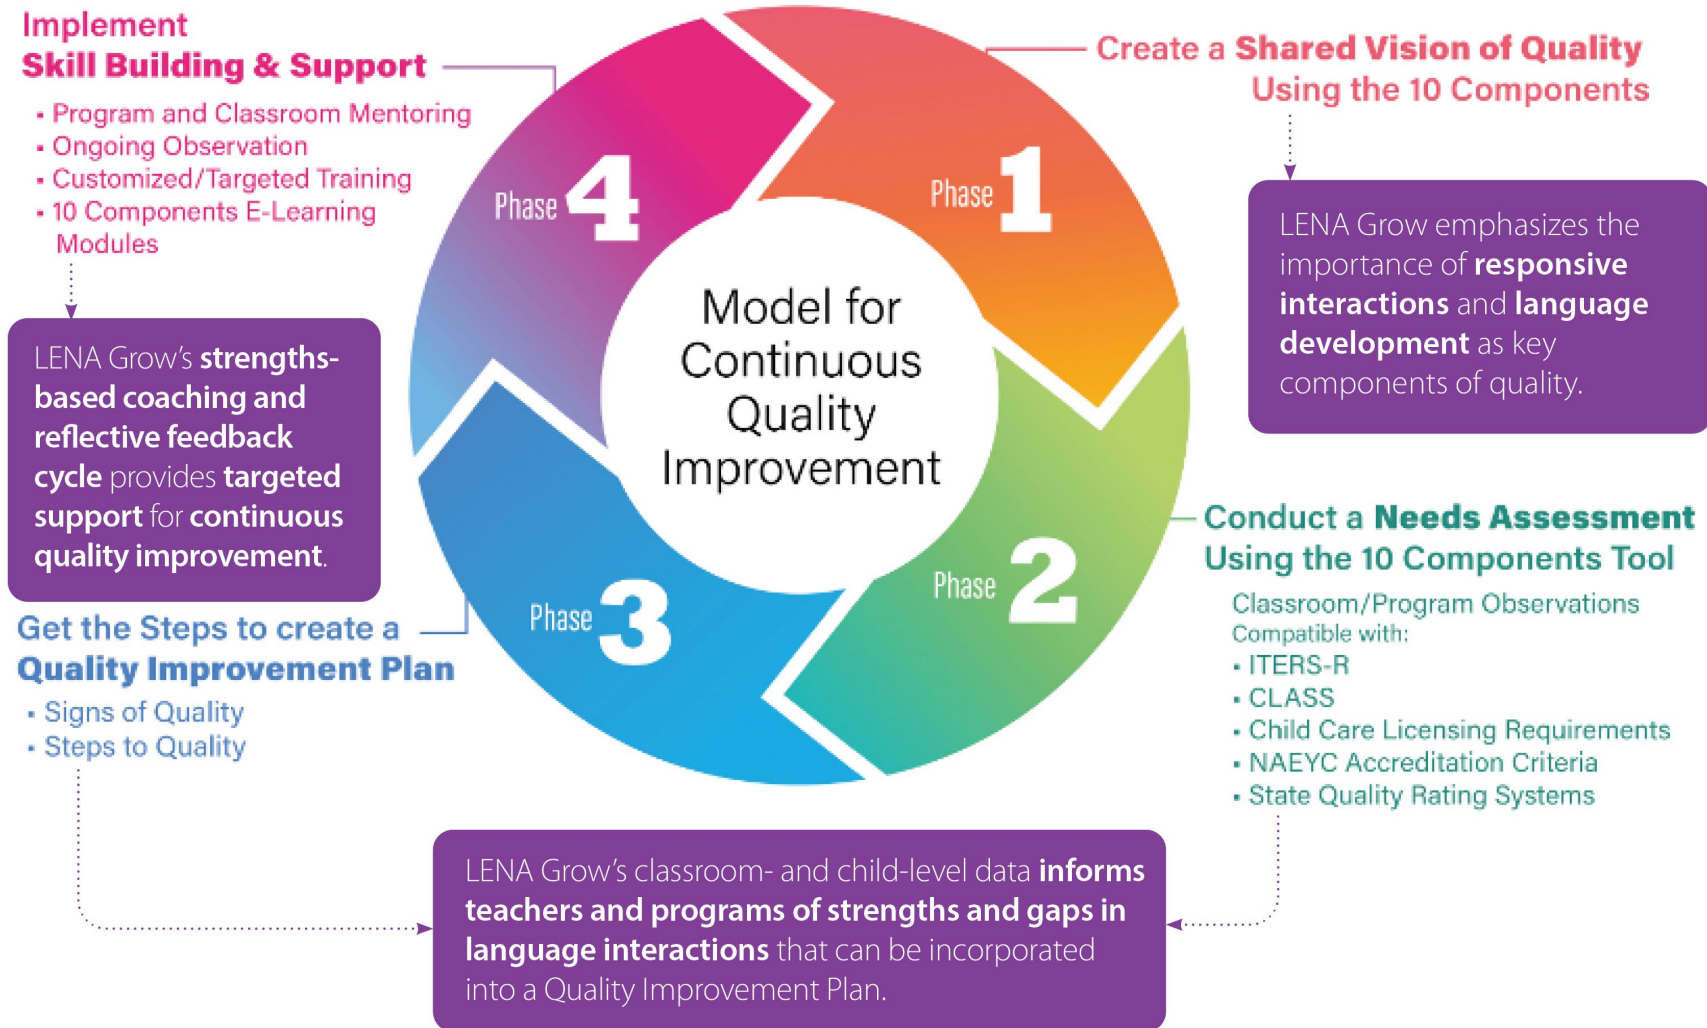 Implement
Skill Building & Support
▪ Program and Classroom Mentoring
▪ Ongoing Observation
▪ Customized/Targeted Training
▪ 10 Components E-Learning
Modules
LENA Grow’s strengths-
based coaching and
reflective feedback
cycle provides targeted
support for continuous
quality improvement.
Create a Shared Vision of Quality
Using the 10 Components
LENA Grow emphasizes the
importance of responsive
interactions and language
development as key
components of quality.
Phase 4
Phase 1
Model for
Continuous
Quality
Improvement
Phase 3
Phase 2
Conduct a Needs Assessment
Using the 10 Components Tool
Classroom/Program Observations
Compatible with:
▪ ITERS-R
▪ CLASS
▪ Child Care Licensing Requirements
▪ NAEYC Accreditation Criteria
▪ State Quality Rating Systems
Get the Steps to create a
Quality Improvement Plan
▪ Signs of Quality
▪ Steps to Quality
LENA Grow’s classroom- and child-level data informs
teachers and programs of strengths and gaps in
language interactions that can be incorporated
into a Quality Improvement Plan.